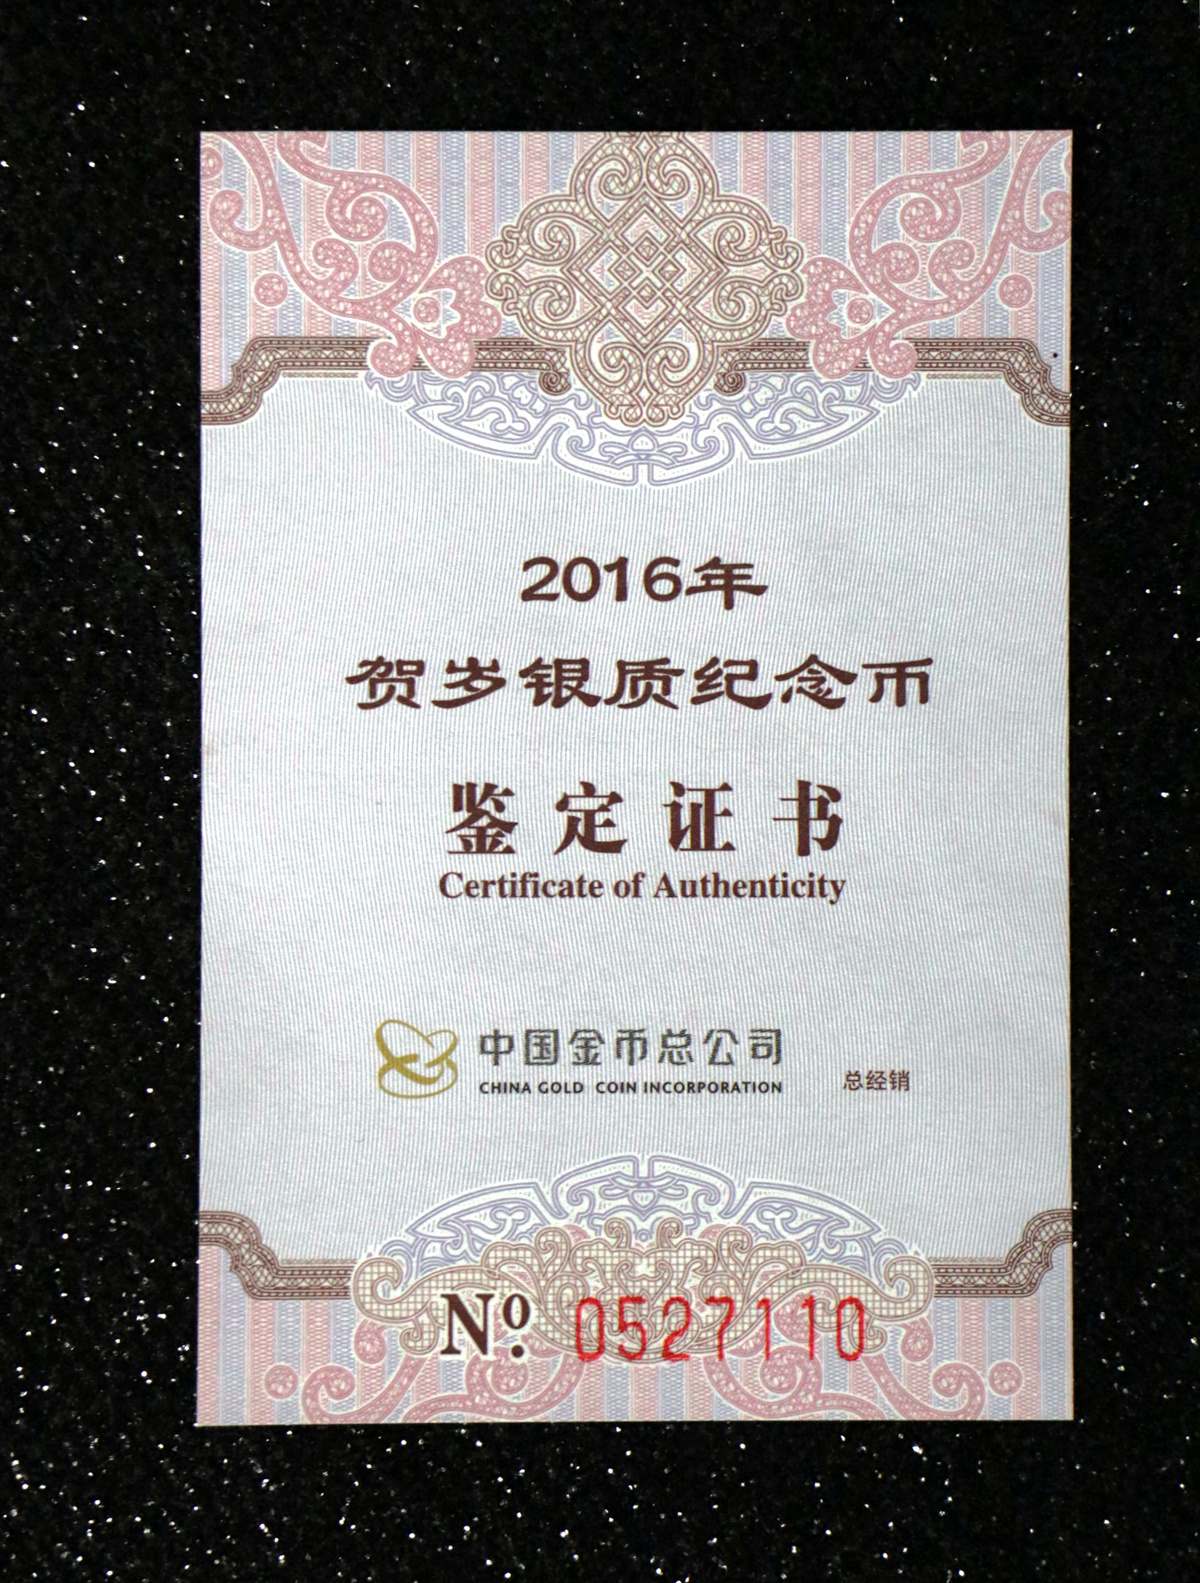 2016年
贺岁银质纪念币
鉴定证书
Certificate of Authenticity
中国金币总公司
CHINA GOLD COIN INCORPORATION
总经销
Nº. 0527110